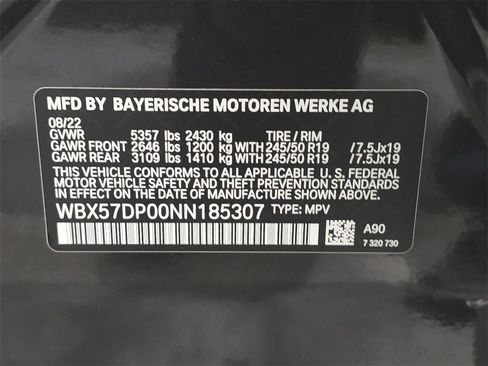 MFD BY BAYERISCHE MOTOREN WERKE AG
08/22
GVWR 5357 lbs 2430 kg TIRE / RIM
GAWR FRONT 2646 lbs 1200 kg WITH 245/50 R19 /7.5Jx19
GAWR REAR 3109 lbs 1410 kg WITH 245/50 R19 /7.5Jx19
THIS VEHICLE CONFORMS TO ALL APPLICABLE U. S. FEDERAL
MOTOR VEHICLE SAFETY AND THEFT PREVENTION STANDARDS
IN EFFECT ON THE DATE OF MANUFACTURE SHOWN ABOVE.
WBX57DP00NN185307 TYPE: MPV
A90
7 320 730